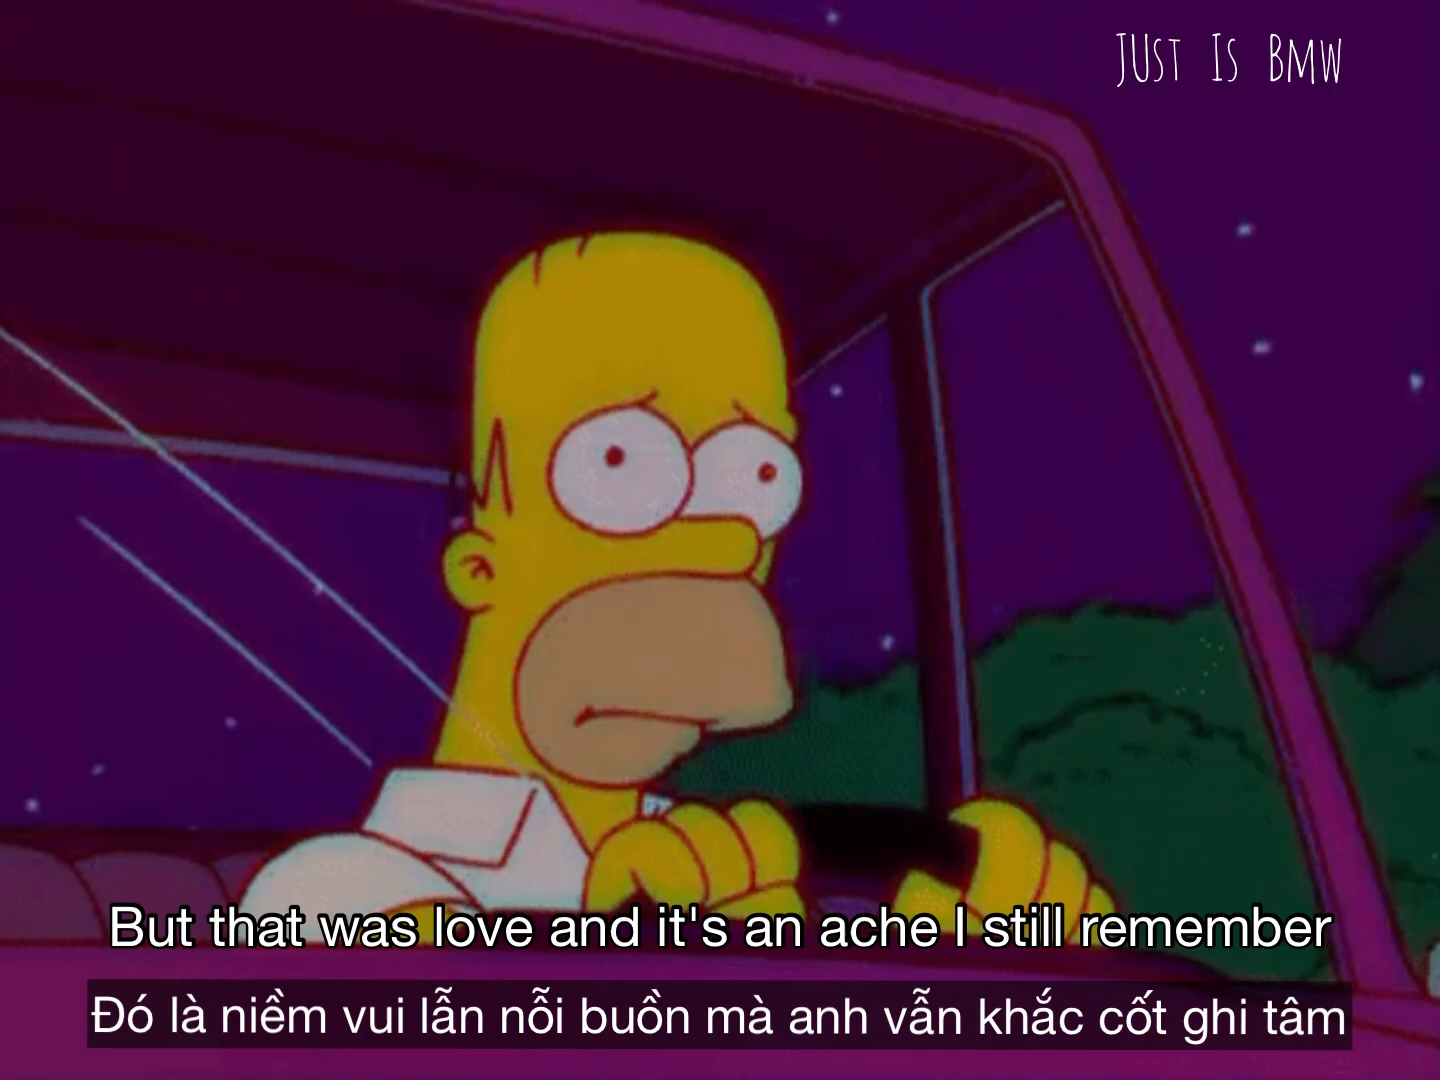 JUST IS BMW
But that was love and it's an ache I still remember
Đó là niềm vui lẫn nỗi buồn mà anh vẫn khắc cốt ghi tâm